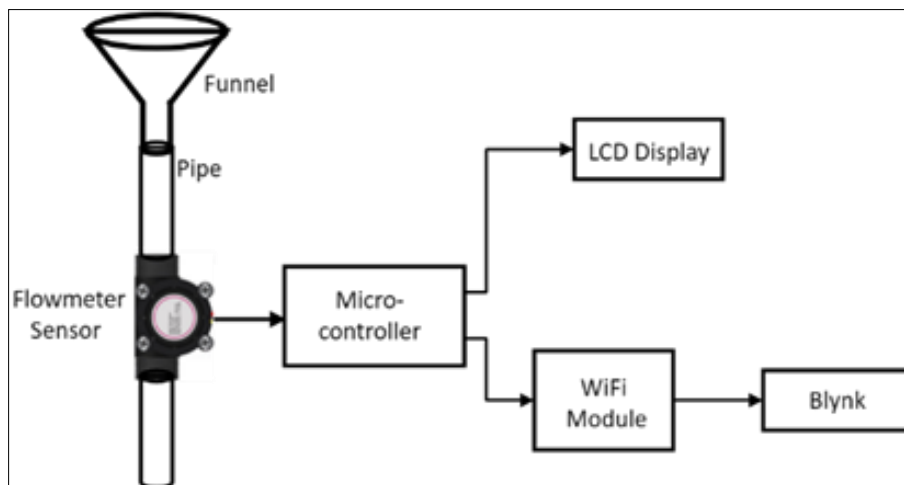 Funnel
Pipe
Flowmeter
Sensor
Micro-
controller
LCD Display
WiFi
Module
Blynk